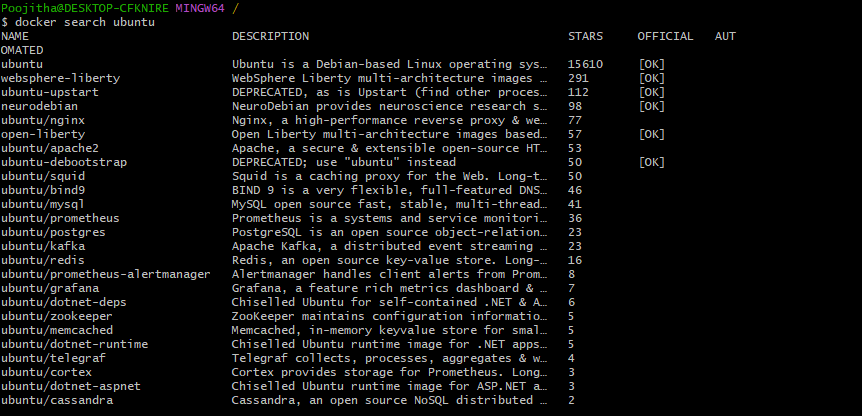 Poojitha@DESKTOP-CFKNIRE MINGW64 /
$ docker search ubuntu
NAME DESCRIPTION STARS OFFICIAL AUT
OMATED
ubuntu Ubuntu is a Debian-based Linux operating sys… 15610 [OK]
websphere-liberty WebSphere Liberty multi-architecture images … 291 [OK]
ubuntu-upstart DEPRECATED, as is Upstart (find other proces… 112 [OK]
neurodebian NeuroDebian provides neuroscience research s… 98 [OK]
ubuntu/nginx Nginx, a high-performance reverse proxy & we… 77
open-liberty Open Liberty multi-architecture images based… 57 [OK]
ubuntu/apache2 Apache, a secure & extensible open-source HT… 53
ubuntu-debootstrap DEPRECATED; use "ubuntu" instead 50 [OK]
ubuntu/squid Squid is a caching proxy for the Web. Long-t… 50
ubuntu/bind9 BIND 9 is a very flexible, full-featured DNS… 46
ubuntu/mysql MySQL open source fast, stable, multi-thread… 41
ubuntu/prometheus Prometheus is a systems and service monitori… 36
ubuntu/postgres PostgreSQL is an open source object-relation… 23
ubuntu/kafka Apache Kafka, a distributed event streaming … 23
ubuntu/redis Redis, an open source key-value store. Long-… 16
ubuntu/prometheus-alertmanager Alertmanager handles client alerts from Prom… 8
ubuntu/grafana Grafana, a feature rich metrics dashboard & … 7
ubuntu/dotnet-deps Chiselled Ubuntu for self-contained .NET & A… 6
ubuntu/zookeeper ZooKeeper maintains configuration informatio… 5
ubuntu/memcached Memcached, in-memory keyvalue store for smal… 5
ubuntu/dotnet-runtime Chiselled Ubuntu runtime image for .NET apps… 5
ubuntu/telegraf Telegraf collects, processes, aggregates & w… 4
ubuntu/cortex Cortex provides storage for Prometheus. Long… 3
ubuntu/dotnet-aspnet Chiselled Ubuntu runtime image for ASP.NET a… 3
ubuntu/cassandra Cassandra, an open source NoSQL distributed … 2